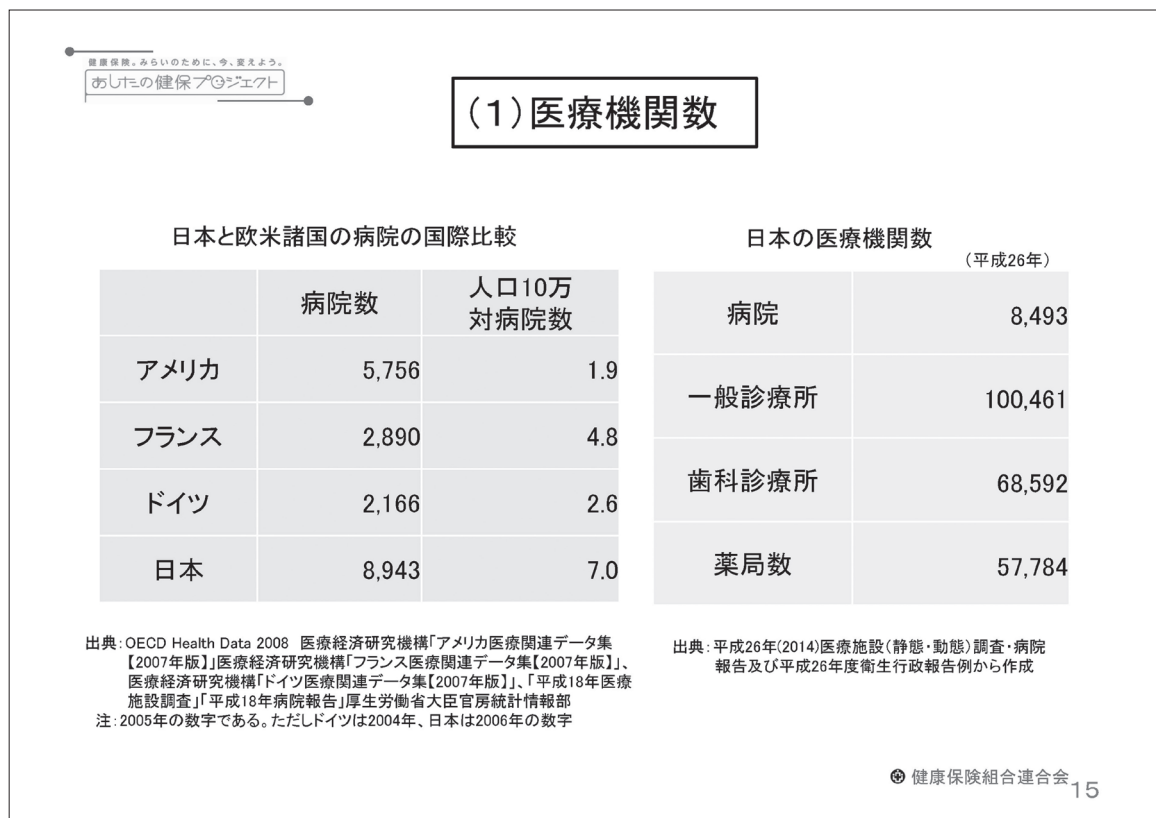 健康保険。みらいのために、今、変えよう。
あしたの健保プロジェクト
(1)医療機関数
日本と欧米諸国の病院の国際比較
病院数 人口10万
対病院数
アメリカ 5,756 1.9
フランス 2,890 4.8
ドイツ 2,166 2.6
日本 8,943 7.0
出典:OECD Health Data 2008 医療経済研究機構「アメリカ医療関連データ集
【2007年版】」医療経済研究機構「フランス医療関連データ集【2007年版】」、
医療経済研究機構「ドイツ医療関連データ集【2007年版】」、「平成18年医療
施設調査」「平成18年病院報告」厚生労働省大臣官房統計情報部
注:2005年の数字である。ただしドイツは2004年、日本は2006年の数字
日本の医療機関数
(平成26年)
病院 8,493
一般診療所 100,461
歯科診療所 68,592
薬局数 57,784
出典:平成26年(2014)医療施設(静態・動態)調査・病院
報告及び平成26年度衛生行政報告例から作成
健康保険組合連合会
15